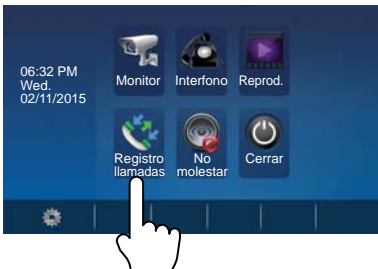 06:32 PM
Wed.
02/11/2015
Monitor
Interfono
Reprod.
Registro
llamadas
No
molestar
Cerrar